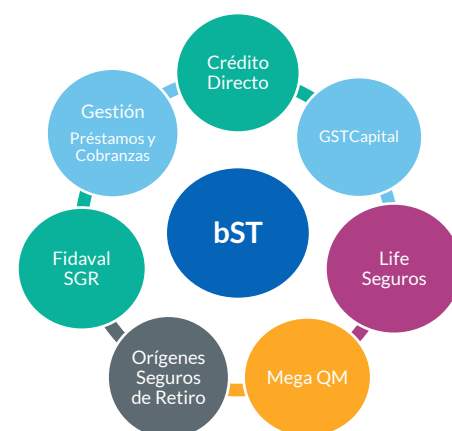 Crédito
Directo
GSTCapital
Life
Seguros
Mega QM
Orígenes
Seguros
de Retiro
Fidaval
SGR
Gestión
Préstamos y
Cobranzas
bST